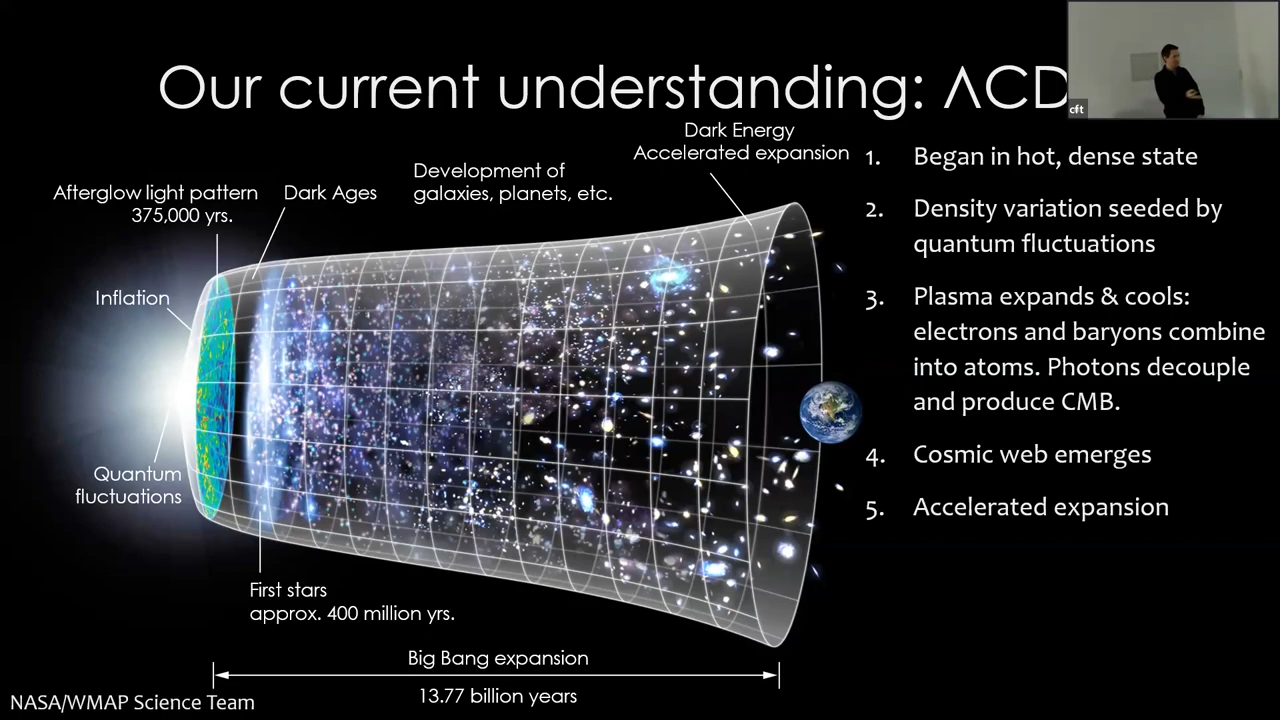 Our current understanding: ΛCD
cft
Dark Energy
Accelerated expansion
Development of
galaxies, planets, etc.
Afterglow light pattern
375,000 yrs.
Dark Ages
Inflation
Quantum
fluctuations
First stars
approx. 400 million yrs.
Big Bang expansion
13.77 billion years
NASA/WMAP Science Team
1. Began in hot, dense state
2. Density variation seeded by
quantum fluctuations
3. Plasma expands & cools:
electrons and baryons combine
into atoms. Photons decouple
and produce CMB.
4. Cosmic web emerges
5. Accelerated expansion